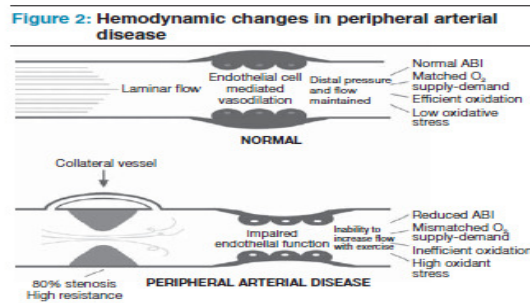 Figure 2: Hemodynamic changes in peripheral arterial
disease
Laminar flow
Endothelial cell
mediated
vasodilation
Distal pressure
and flow
maintained
Normal ABI
Matched O₂
supply-demand
Efficient oxidation
Low oxidative
stress
NORMAL
Collateral vessel
80% stenosis
High resistance
Impaired
endothelial function
Inability to
increase flow
with exercise
Reduced ABI
Mismatched O₂
supply-demand
Inefficient oxidation
High oxidant
stress
PERIPHERAL ARTERIAL DISEASE